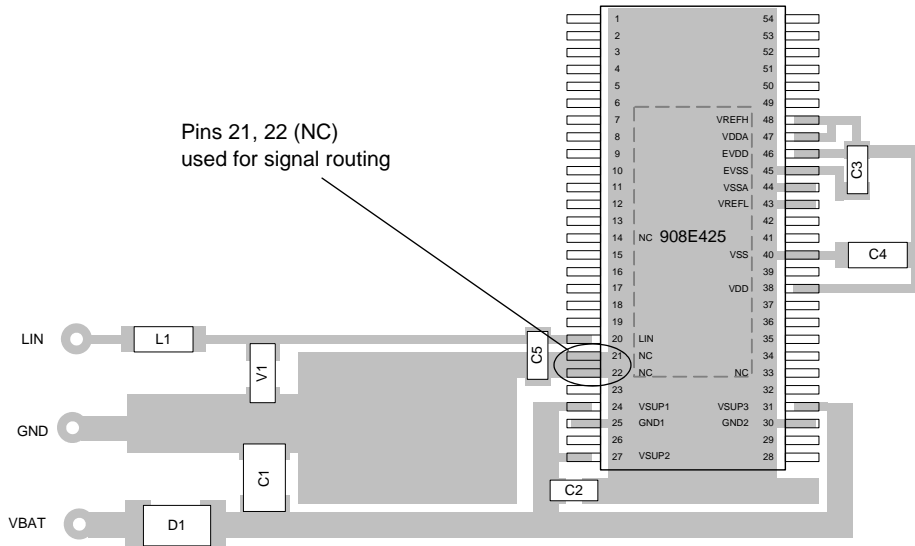 1 54
2 53
3 52
4 51
5 50
6 49
7 VREFH 48
8 VDDA 47
9 EVDD 46
10 EVSS 45
11 VSSA 44
12 VREFL 43
13 42
14 NC 908E425 41
15 VSS 40
16 39
17 VDD 38
18 37
19 36
20 LIN 35
21 NC 34
22 NC NC 33
23 32
24 VSUP1 VSUP3 31
25 GND1 GND2 30
26 29
27 VSUP2 28
Pins 21, 22 (NC)
used for signal routing
C3
C4
LIN
L1
C5
V1
GND
C1
C2
VBAT
D1